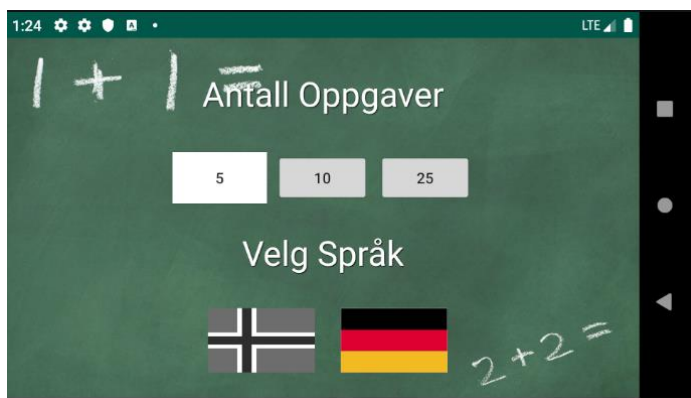 1:24 LTE
1 + 1 =
Antall Oppgaver
5 10 25
Velg Språk
2+2=